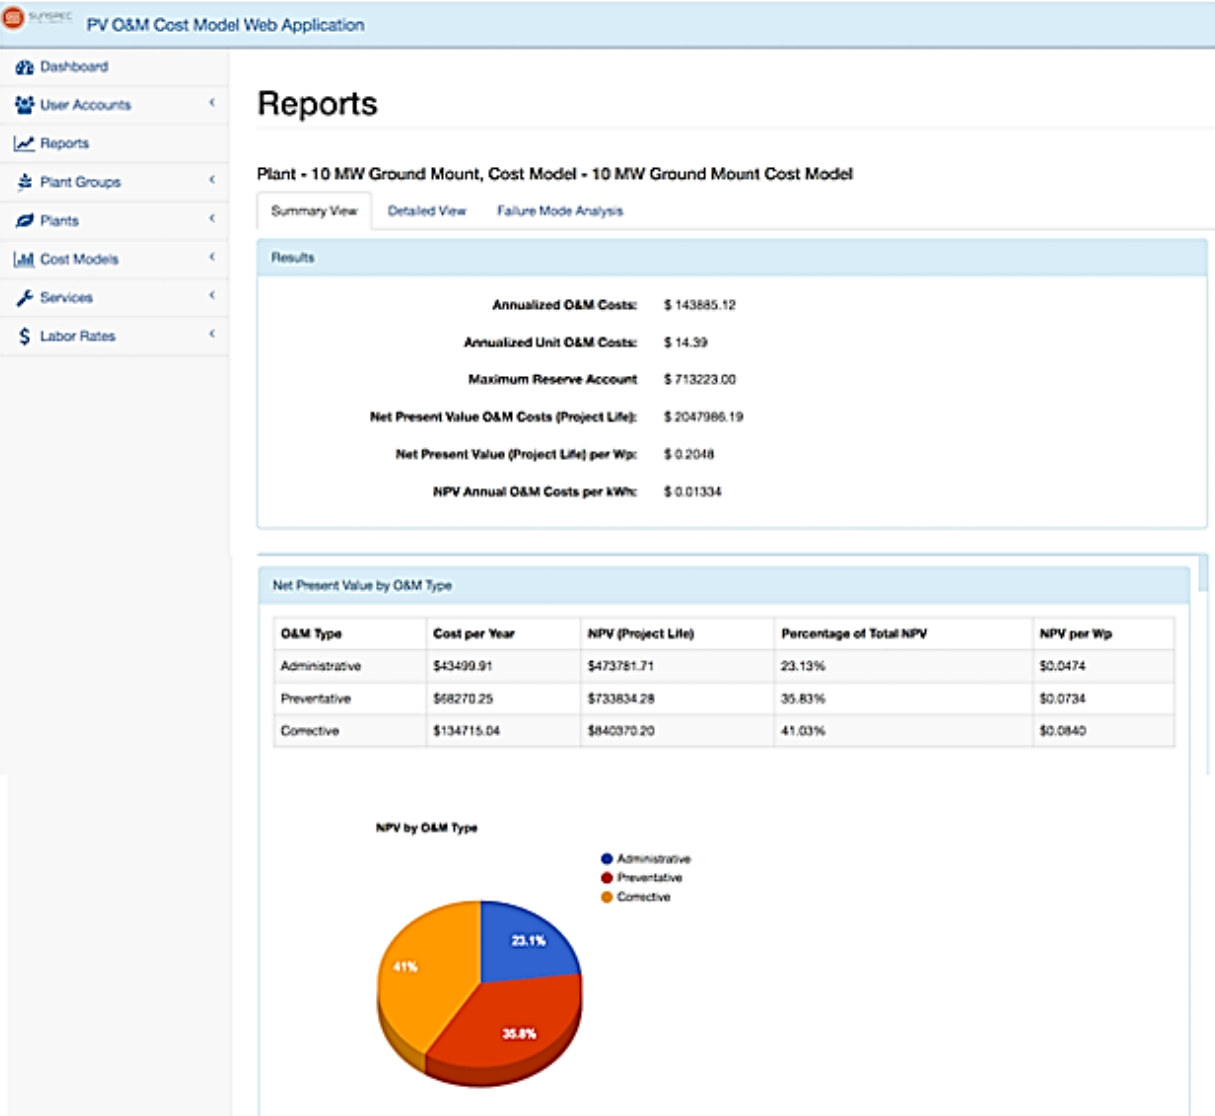 SUNSPEC
PV O&M Cost Model Web Application
Dashboard
User Accounts
Reports
Plant Groups
Plants
Cost Models
Services
Labor Rates
Reports
Plant - 10 MW Ground Mount, Cost Model - 10 MW Ground Mount Cost Model
Summary View Detailed View Failure Mode Analysis
Results
Annualized O&M Costs: $ 143885.12
Annualized Unit O&M Costs: $ 14.39
Maximum Reserve Account $ 713223.00
Net Present Value O&M Costs (Project Life): $ 2047986.19
Net Present Value (Project Life) per Wp: $ 0.2048
NPV Annual O&M Costs per kWh: $ 0.01334
Net Present Value by O&M Type
O&M Type Cost per Year NPV (Project Life) Percentage of Total NPV NPV per Wp
Administrative $43499.91 $473781.71 23.13% $0.0474
Preventative $68270.25 $733834.28 35.83% $0.0734
Corrective $134715.04 $840370.20 41.03% $0.0840
NPV by O&M Type
Administrative
Preventative
Corrective
23.1%
41%
35.8%